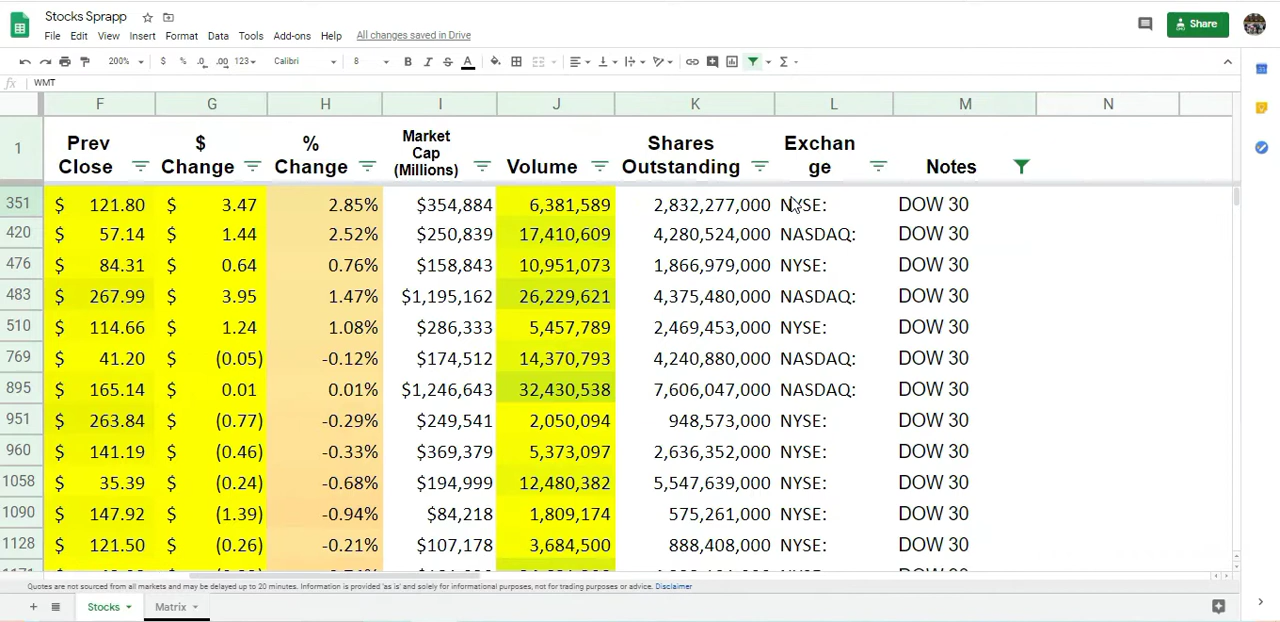 Stocks Sprapp
File Edit View Insert Format Data Tools Add-ons Help All changes saved in Drive
Share
200% $ % .0 .00 123 Calibri 8 B I S A Σ
fx WMT
F G H I J K L M N
1 Prev Close $ Change % Change Market Cap (Millions) Volume Shares Outstanding Exchan ge Notes
351 $ 121.80 $ 3.47 2.85% $354,884 6,381,589 2,832,277,000 NYSE: DOW 30
420 $ 57.14 $ 1.44 2.52% $250,839 17,410,609 4,280,524,000 NASDAQ: DOW 30
476 $ 84.31 $ 0.64 0.76% $158,843 10,951,073 1,866,979,000 NYSE: DOW 30
483 $ 267.99 $ 3.95 1.47% $1,195,162 26,229,621 4,375,480,000 NASDAQ: DOW 30
510 $ 114.66 $ 1.24 1.08% $286,333 5,457,789 2,469,453,000 NYSE: DOW 30
769 $ 41.20 $ (0.05) -0.12% $174,512 14,370,793 4,240,880,000 NASDAQ: DOW 30
895 $ 165.14 $ 0.01 0.01% $1,246,643 32,430,538 7,606,047,000 NASDAQ: DOW 30
951 $ 263.84 $ (0.77) -0.29% $249,541 2,050,094 948,573,000 NYSE: DOW 30
960 $ 141.19 $ (0.46) -0.33% $369,379 5,373,097 2,636,352,000 NYSE: DOW 30
1058 $ 35.39 $ (0.24) -0.68% $194,999 12,480,382 5,547,639,000 NYSE: DOW 30
1090 $ 147.92 $ (1.39) -0.94% $84,218 1,809,174 575,261,000 NYSE: DOW 30
1128 $ 121.50 $ (0.26) -0.21% $107,178 3,684,500 888,408,000 NYSE: DOW 30
Quotes are not sourced from all markets and may be delayed up to 20 minutes. Information is provided 'as is' and solely for informational purposes, not for trading purposes or advice. Disclaimer
Stocks Matrix